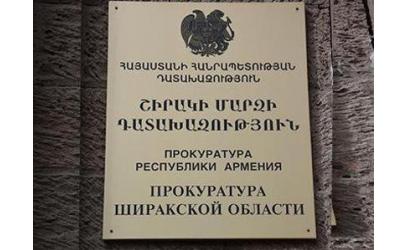 ՀԱՅԱՍՏԱՆԻ ՀԱՆՐԱՊԵՏՈՒԹՅԱՆ
ԴԱՏԱԽԱԶՈՒԹՅՈՒՆ
ՇԻՐԱԿԻ ՄԱՐԶԻ
ԴԱՏԱԽԱԶՈՒԹՅՈՒՆ
ПРОКУРАТУРА
РЕСПУБЛИКИ АРМЕНИЯ
ПРОКУРАТУРА
ШИРАКСКОЙ ОБЛАСТИ